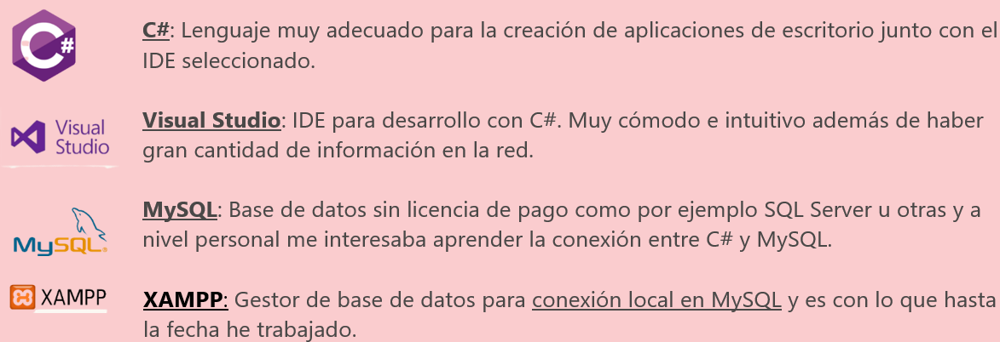 C#
C#: Lenguaje muy adecuado para la creación de aplicaciones de escritorio junto con el
IDE seleccionado.
Visual
Studio
Visual Studio: IDE para desarrollo con C#. Muy cómodo e intuitivo además de haber
gran cantidad de información en la red.
MySQL®
MySQL: Base de datos sin licencia de pago como por ejemplo SQL Server u otras y a
nivel personal me interesaba aprender la conexión entre C# y MySQL.
XAMPP
XAMPP: Gestor de base de datos para conexión local en MySQL y es con lo que hasta
la fecha he trabajado.